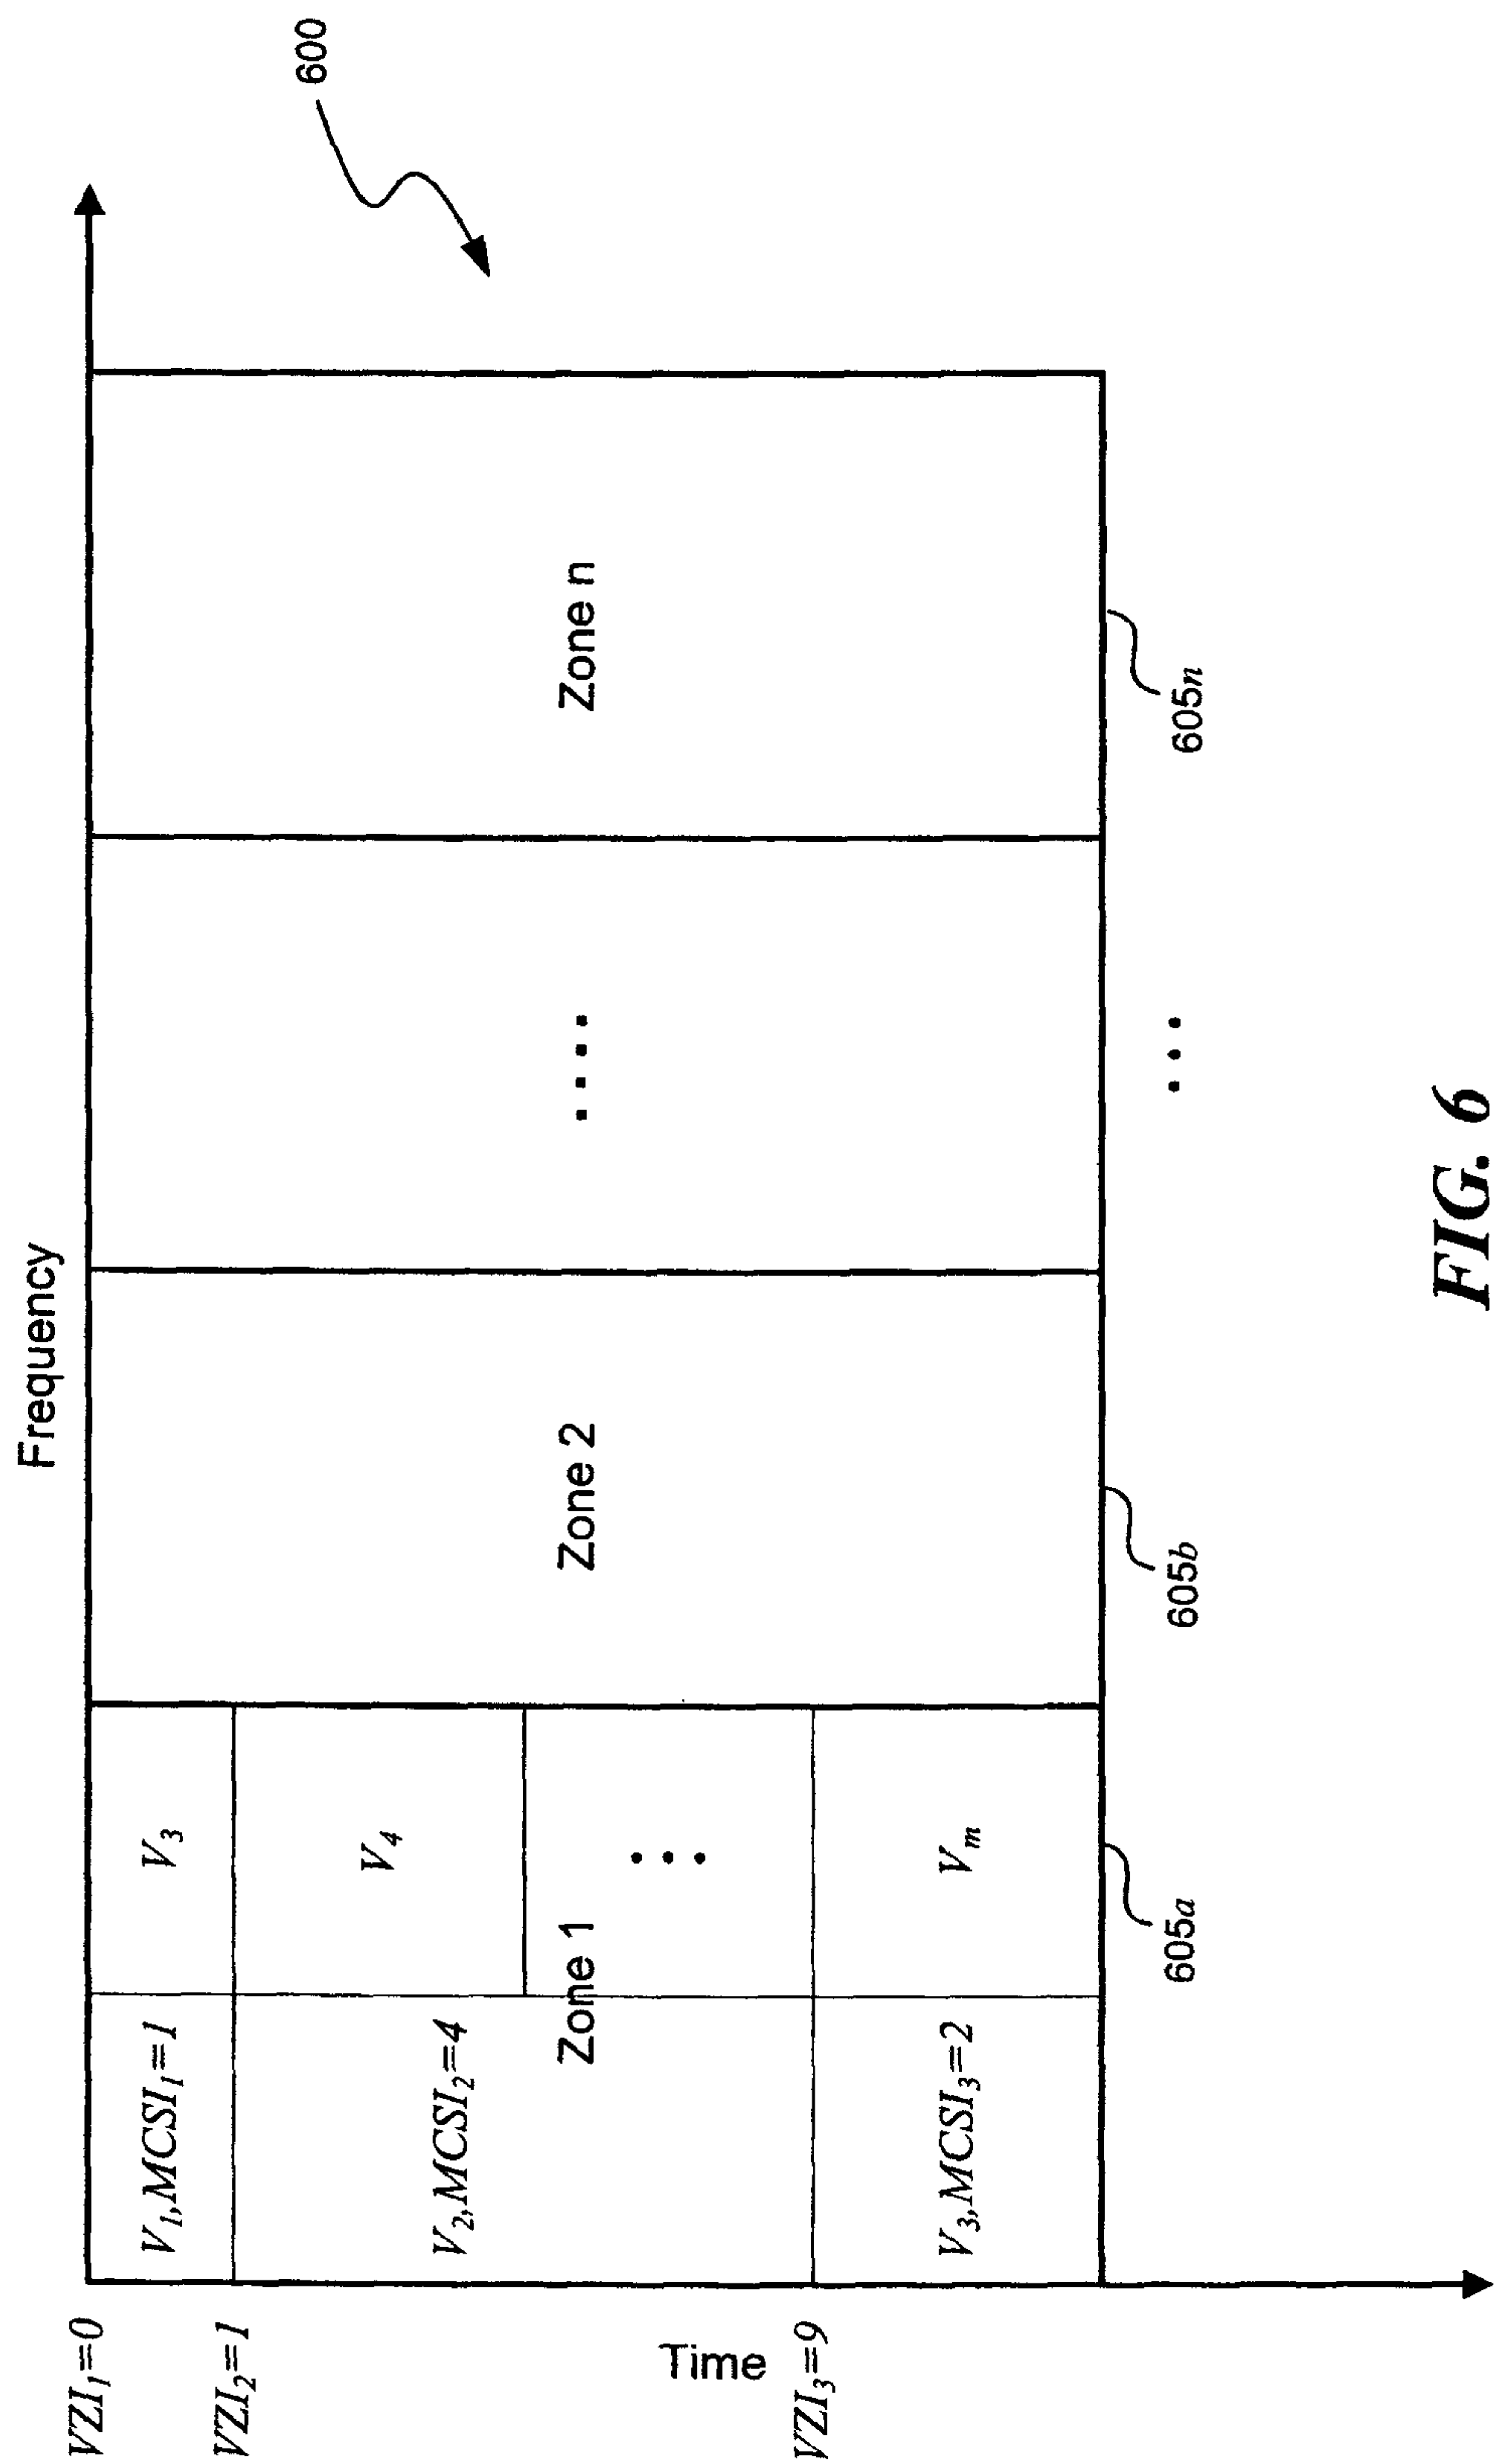 Frequency
600
VZI₁=0
VZI₂=1
Time
VZI₃=9
V₁,MCSI₁=1
V₃
V₂,MCSI₂=4
V₄
Zone 1
V₃,MCSI₃=2
Vₘ
Zone 2
Zone n
605a
605b
605n
FIG. 6